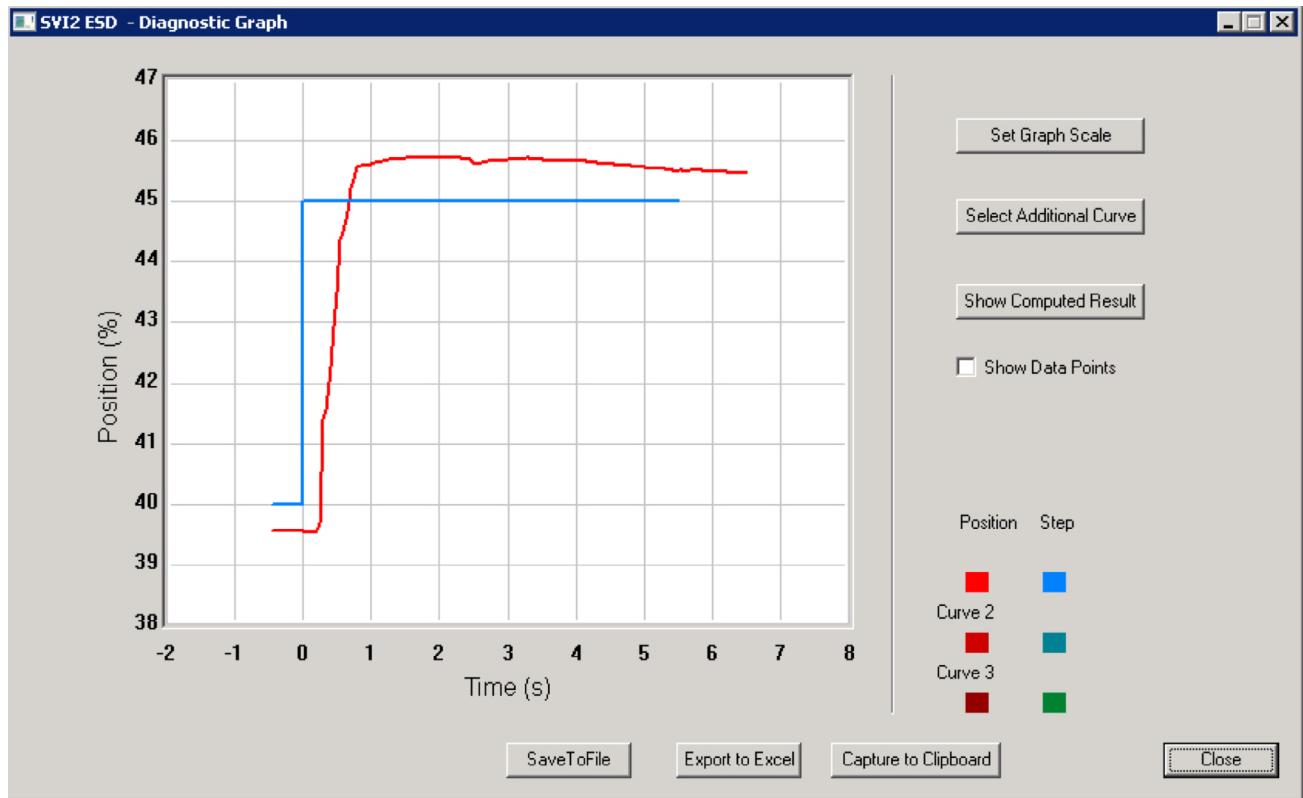 SVI2 ESD - Diagnostic Graph
47
46
45
44
43
42
41
40
39
38
Position (%)
-2 -1 0 1 2 3 4 5 6 7 8
Time (s)
Set Graph Scale
Select Additional Curve
Show Computed Result
Show Data Points
Position Step
Curve 2
Curve 3
SaveToFile Export to Excel Capture to Clipboard Close